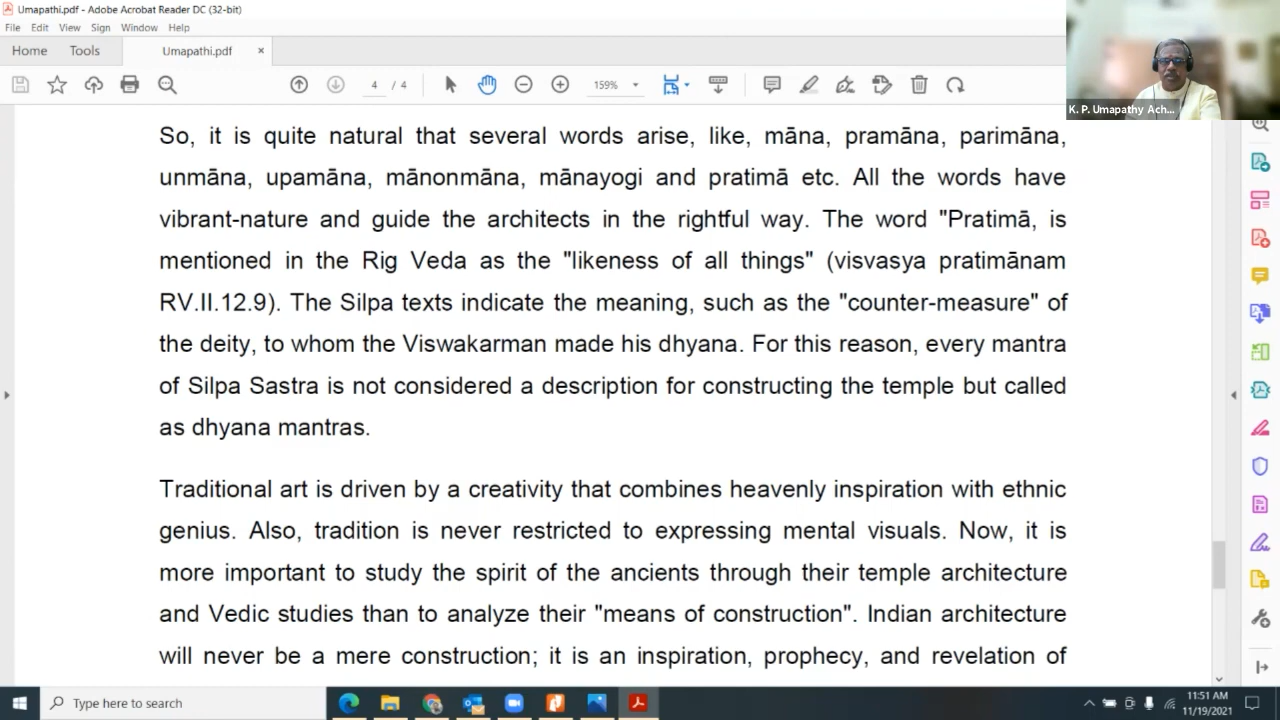 Umapathi.pdf - Adobe Acrobat Reader DC (32-bit)
File Edit View Sign Window Help
Home Tools Umapathi.pdf ×
4 / 4 159%
K. P. Umapathy Ach...
So, it is quite natural that several words arise, like, māna, pramāna, parimāna,
unmāna, upamāna, mānonmāna, mānayogi and pratimā etc. All the words have
vibrant-nature and guide the architects in the rightful way. The word "Pratimā, is
mentioned in the Rig Veda as the "likeness of all things" (visvasya pratimānam
RV.II.12.9). The Silpa texts indicate the meaning, such as the "counter-measure" of
the deity, to whom the Viswakarman made his dhyana. For this reason, every mantra
of Silpa Sastra is not considered a description for constructing the temple but called
as dhyana mantras.
Traditional art is driven by a creativity that combines heavenly inspiration with ethnic
genius. Also, tradition is never restricted to expressing mental visuals. Now, it is
more important to study the spirit of the ancients through their temple architecture
and Vedic studies than to analyze their "means of construction". Indian architecture
will never be a mere construction; it is an inspiration, prophecy, and revelation of
Type here to search
11:51 AM
11/19/2021